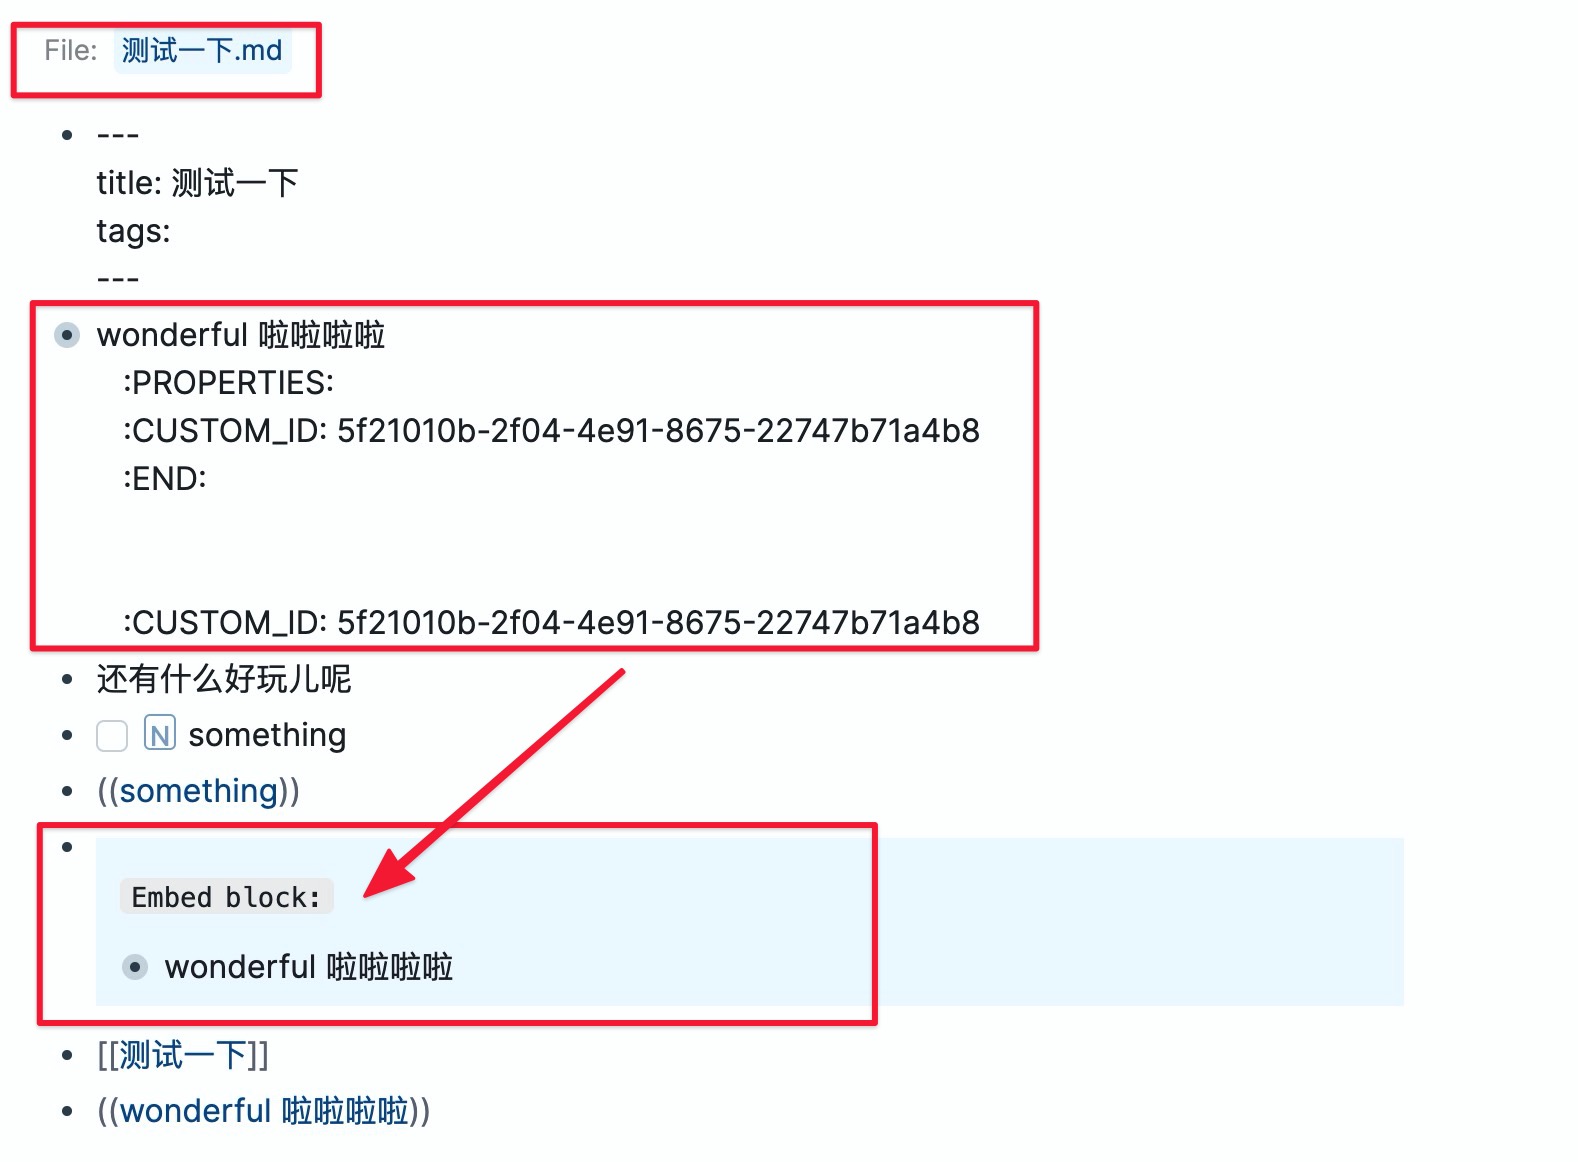 File: 测试一下.md
---
title: 测试一下
tags:
---
wonderful 啦啦啦啦
:PROPERTIES:
:CUSTOM_ID: 5f21010b-2f04-4e91-8675-22747b71a4b8
:END:
:CUSTOM_ID: 5f21010b-2f04-4e91-8675-22747b71a4b8
还有什么好玩儿呢
N something
((something))
Embed block:
wonderful 啦啦啦啦
[[测试一下]]
((wonderful 啦啦啦啦))